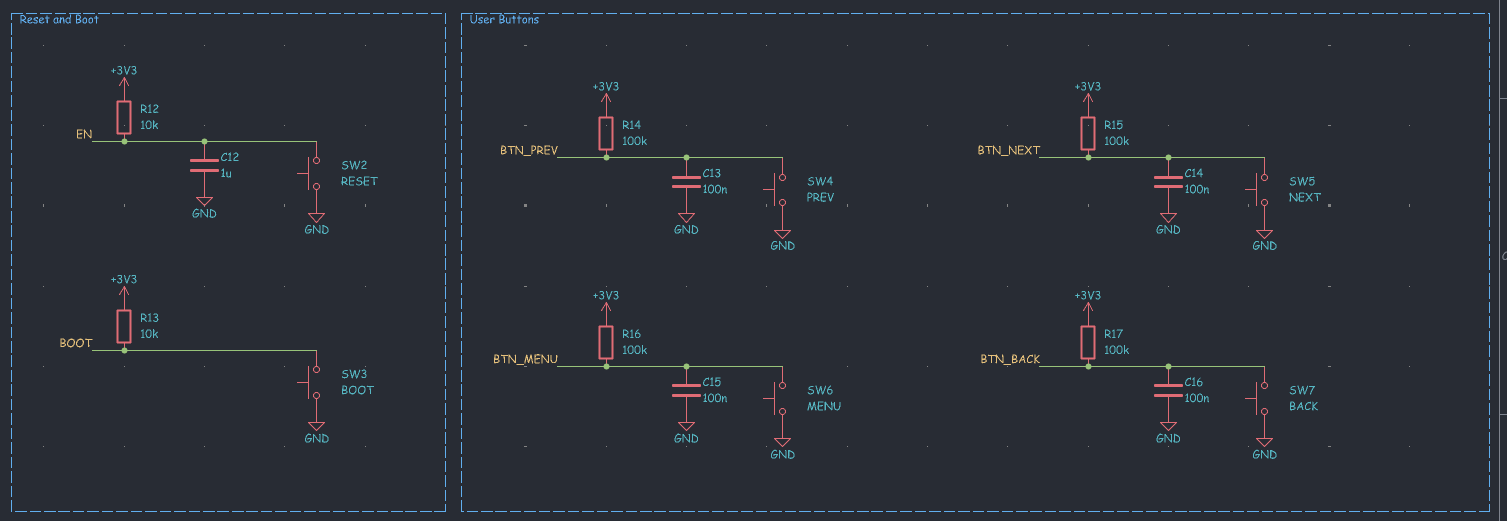 Reset and Boot
+3V3
R12
10k
EN
C12
1u
GND
SW2
RESET
GND
+3V3
R13
10k
BOOT
SW3
BOOT
GND
User Buttons
+3V3
R14
100k
BTN_PREV
C13
100n
GND
SW4
PREV
GND
+3V3
R15
100k
BTN_NEXT
C14
100n
GND
SW5
NEXT
GND
+3V3
R16
100k
BTN_MENU
C15
100n
GND
SW6
MENU
GND
+3V3
R17
100k
BTN_BACK
C16
100n
GND
SW7
BACK
GND